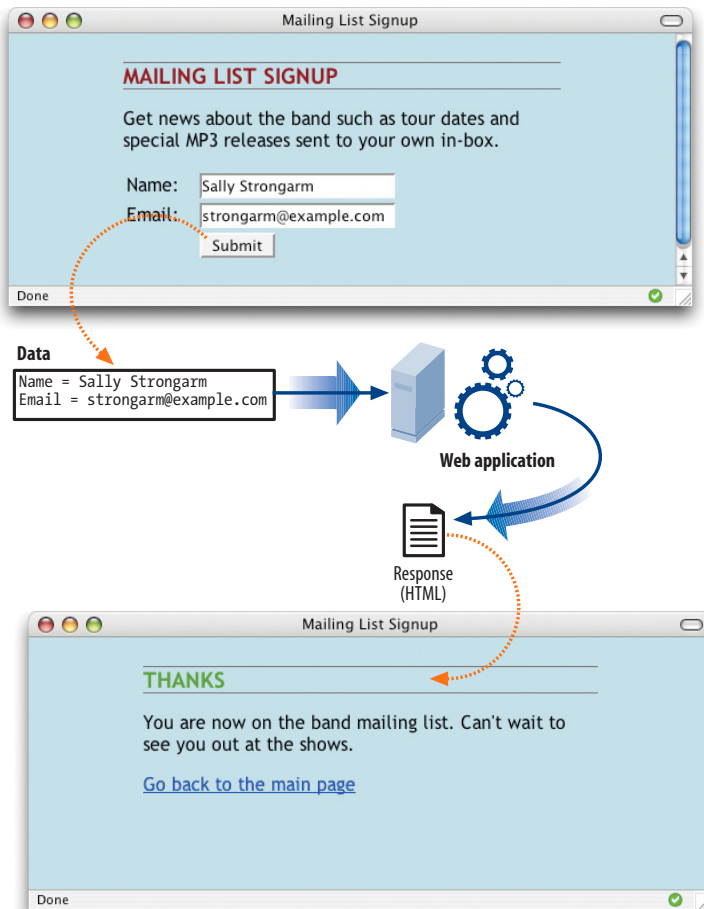 Mailing List Signup
MAILING LIST SIGNUP
Get news about the band such as tour dates and
special MP3 releases sent to your own in-box.
Name: Sally Strongarm
Email: strongarm@example.com
Submit
Done
Data
Name = Sally Strongarm
Email = strongarm@example.com
Web application
Response
(HTML)
Mailing List Signup
THANKS
You are now on the band mailing list. Can't wait to
see you out at the shows.
Go back to the main page
Done